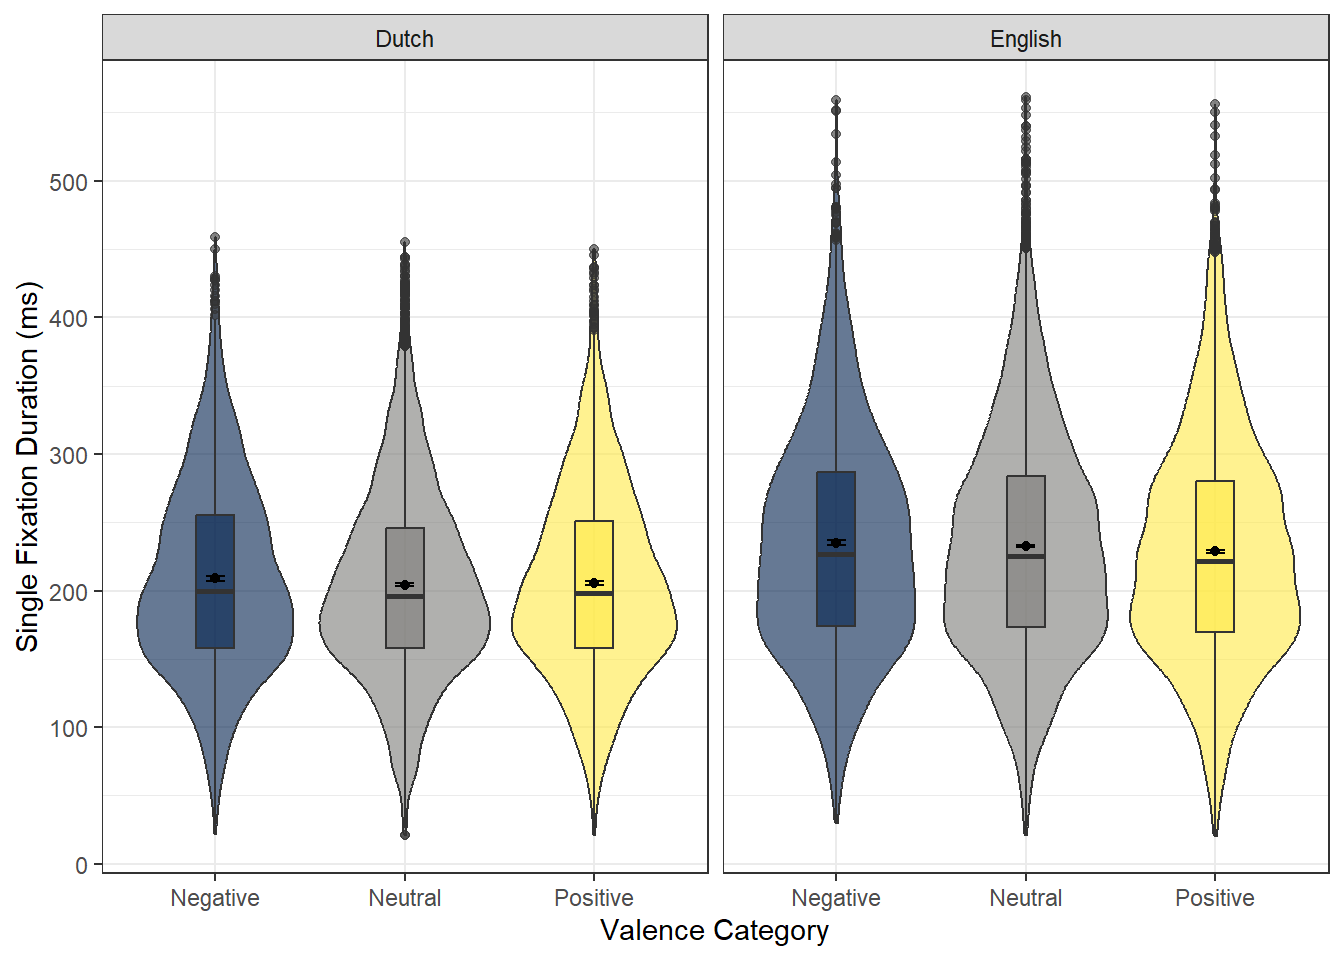 Dutch
English
Single Fixation Duration (ms)
500
400
300
200
100
0
Negative
Neutral
Positive
Negative
Neutral
Positive
Valence Category